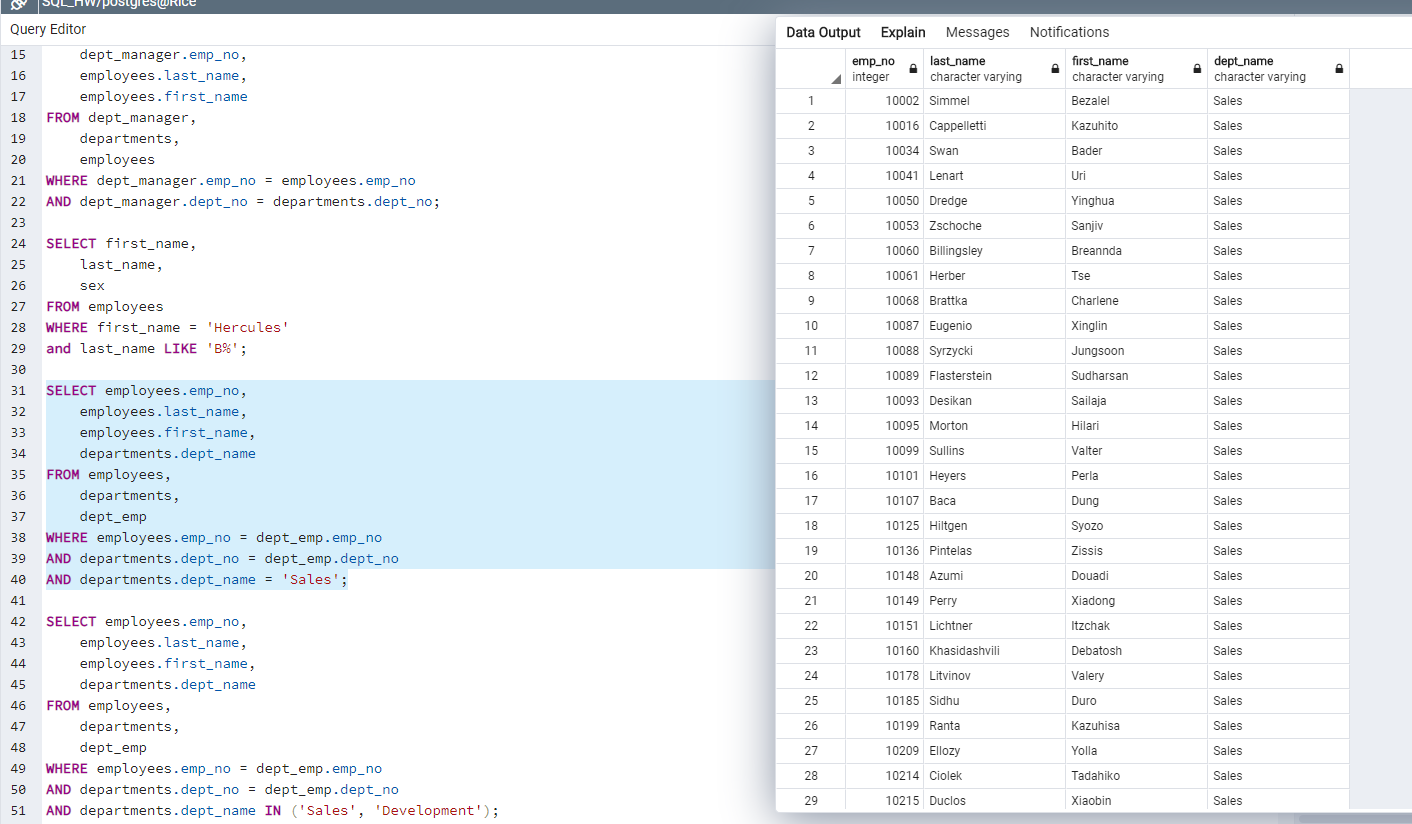 SQL_HW/postgres@Rice
Query Editor
15 dept_manager.emp_no,
16 employees.last_name,
17 employees.first_name
18 FROM dept_manager,
19 departments,
20 employees
21 WHERE dept_manager.emp_no = employees.emp_no
22 AND dept_manager.dept_no = departments.dept_no;
23
24 SELECT first_name,
25 last_name,
26 sex
27 FROM employees
28 WHERE first_name = 'Hercules'
29 and last_name LIKE 'B%';
30
31 SELECT employees.emp_no,
32 employees.last_name,
33 employees.first_name,
34 departments.dept_name
35 FROM employees,
36 departments,
37 dept_emp
38 WHERE employees.emp_no = dept_emp.emp_no
39 AND departments.dept_no = dept_emp.dept_no
40 AND departments.dept_name = 'Sales';
41
42 SELECT employees.emp_no,
43 employees.last_name,
44 employees.first_name,
45 departments.dept_name
46 FROM employees,
47 departments,
48 dept_emp
49 WHERE employees.emp_no = dept_emp.emp_no
50 AND departments.dept_no = dept_emp.dept_no
51 AND departments.dept_name IN ('Sales', 'Development');
Data Output Explain Messages Notifications
emp_no last_name first_name dept_name
integer character varying character varying character varying
1 10002 Simmel Bezalel Sales
2 10016 Cappelletti Kazuhito Sales
3 10034 Swan Bader Sales
4 10041 Lenart Uri Sales
5 10050 Dredge Yinghua Sales
6 10053 Zschoche Sanjiv Sales
7 10060 Billingsley Breannda Sales
8 10061 Herber Tse Sales
9 10068 Brattka Charlene Sales
10 10087 Eugenio Xinglin Sales
11 10088 Syrzycki Jungsoon Sales
12 10089 Flasterstein Sudharsan Sales
13 10093 Desikan Sailaja Sales
14 10095 Morton Hilari Sales
15 10099 Sullins Valter Sales
16 10101 Heyers Perla Sales
17 10107 Baca Dung Sales
18 10125 Hiltgen Syozo Sales
19 10136 Pintelas Zissis Sales
20 10148 Azumi Douadi Sales
21 10149 Perry Xiadong Sales
22 10151 Lichtner Itzchak Sales
23 10160 Khasidashvili Debatosh Sales
24 10178 Litvinov Valery Sales
25 10185 Sidhu Duro Sales
26 10199 Ranta Kazuhisa Sales
27 10209 Ellozy Yolla Sales
28 10214 Ciolek Tadahiko Sales
29 10215 Duclos Xiaobin Sales